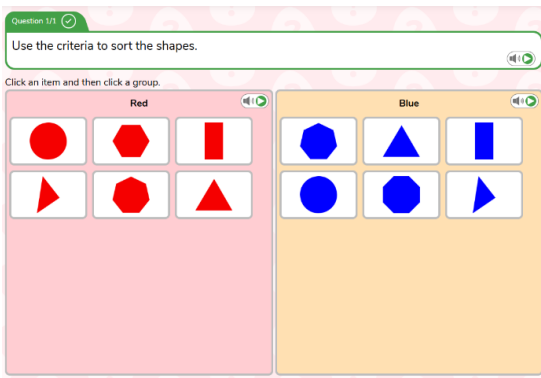 Question 1/1
Use the criteria to sort the shapes.
Click an item and then click a group.
Red
Blue